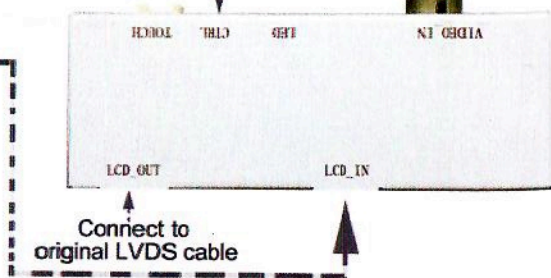 TOUCH CTRL LED VIDEO IN
LCD_OUT LCD_IN
Connect to
original LVDS cable